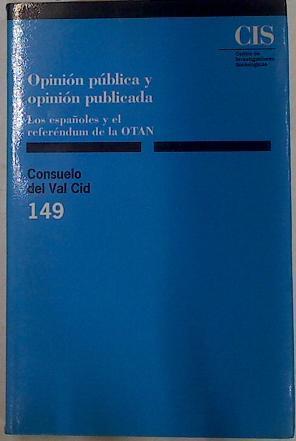 CIS
Centro de
Investigaciones
Sociológicas
Opinión pública y
opinión publicada
Los españoles y el
referéndum de la OTAN
Consuelo
del Val Cid
149